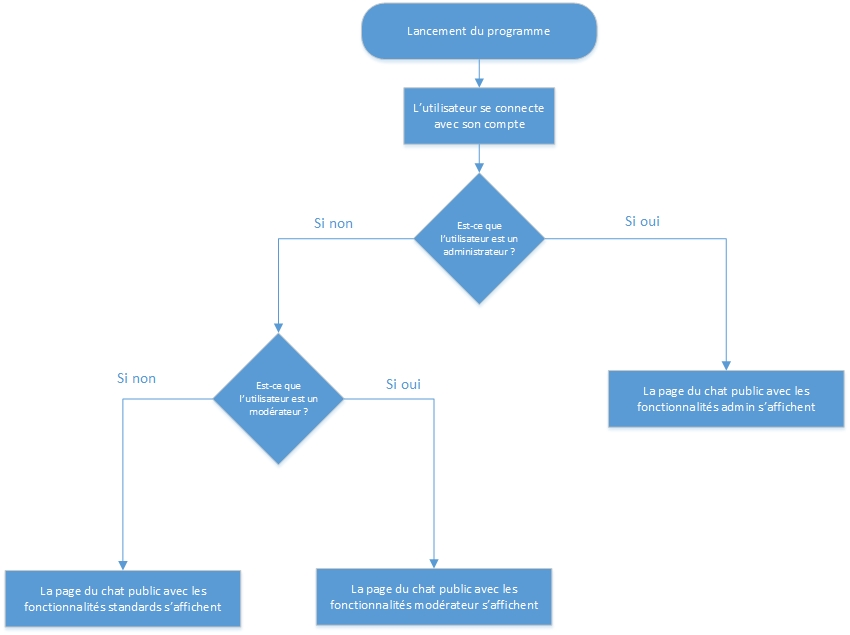 Lancement du programme
L'utilisateur se connecte
avec son compte
Est-ce que
l'utilisateur est un
administrateur ?
Si non
Si oui
Est-ce que
l'utilisateur est un
modérateur ?
Si non
Si oui
La page du chat public avec les
fonctionnalités admin s'affichent
La page du chat public avec les
fonctionnalités standards s'affichent
La page du chat public avec les
fonctionnalités modérateur s'affichent